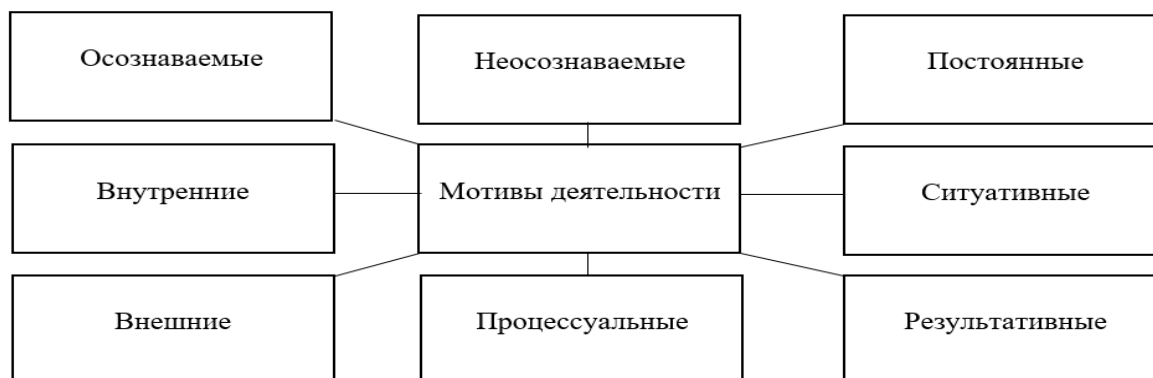 Осознаваемые
Неосознаваемые
Постоянные
Внутренние
Мотивы деятельности
Ситуативные
Внешние
Процессуальные
Результативные